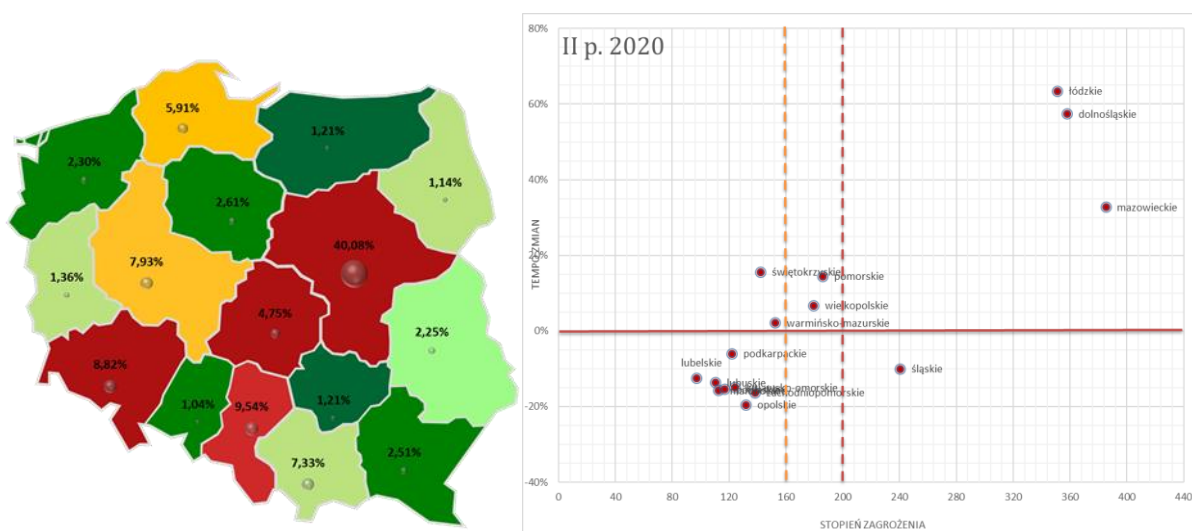 5,91%
1,21%
2,30%
1,14%
2,61%
40,08%
1,36%
7,93%
4,75%
2,25%
8,82%
1,04%
9,54%
1,21%
7,33%
2,51%
II p. 2020
80%
60%
40%
20%
0%
-20%
-40%
TEMPO ZMIAN
łódzkie
dolnośląskie
mazowieckie
świętokrzyskie
pomorskie
wielkopolskie
warmińsko-mazurskie
podkarpackie
lubelskie
śląskie
lubuskie
zachodniopomorskie
opolskie
0 40 80 120 160 200 240 280 320 360 400 440
STOPIEŃ ZAGROŻENIA